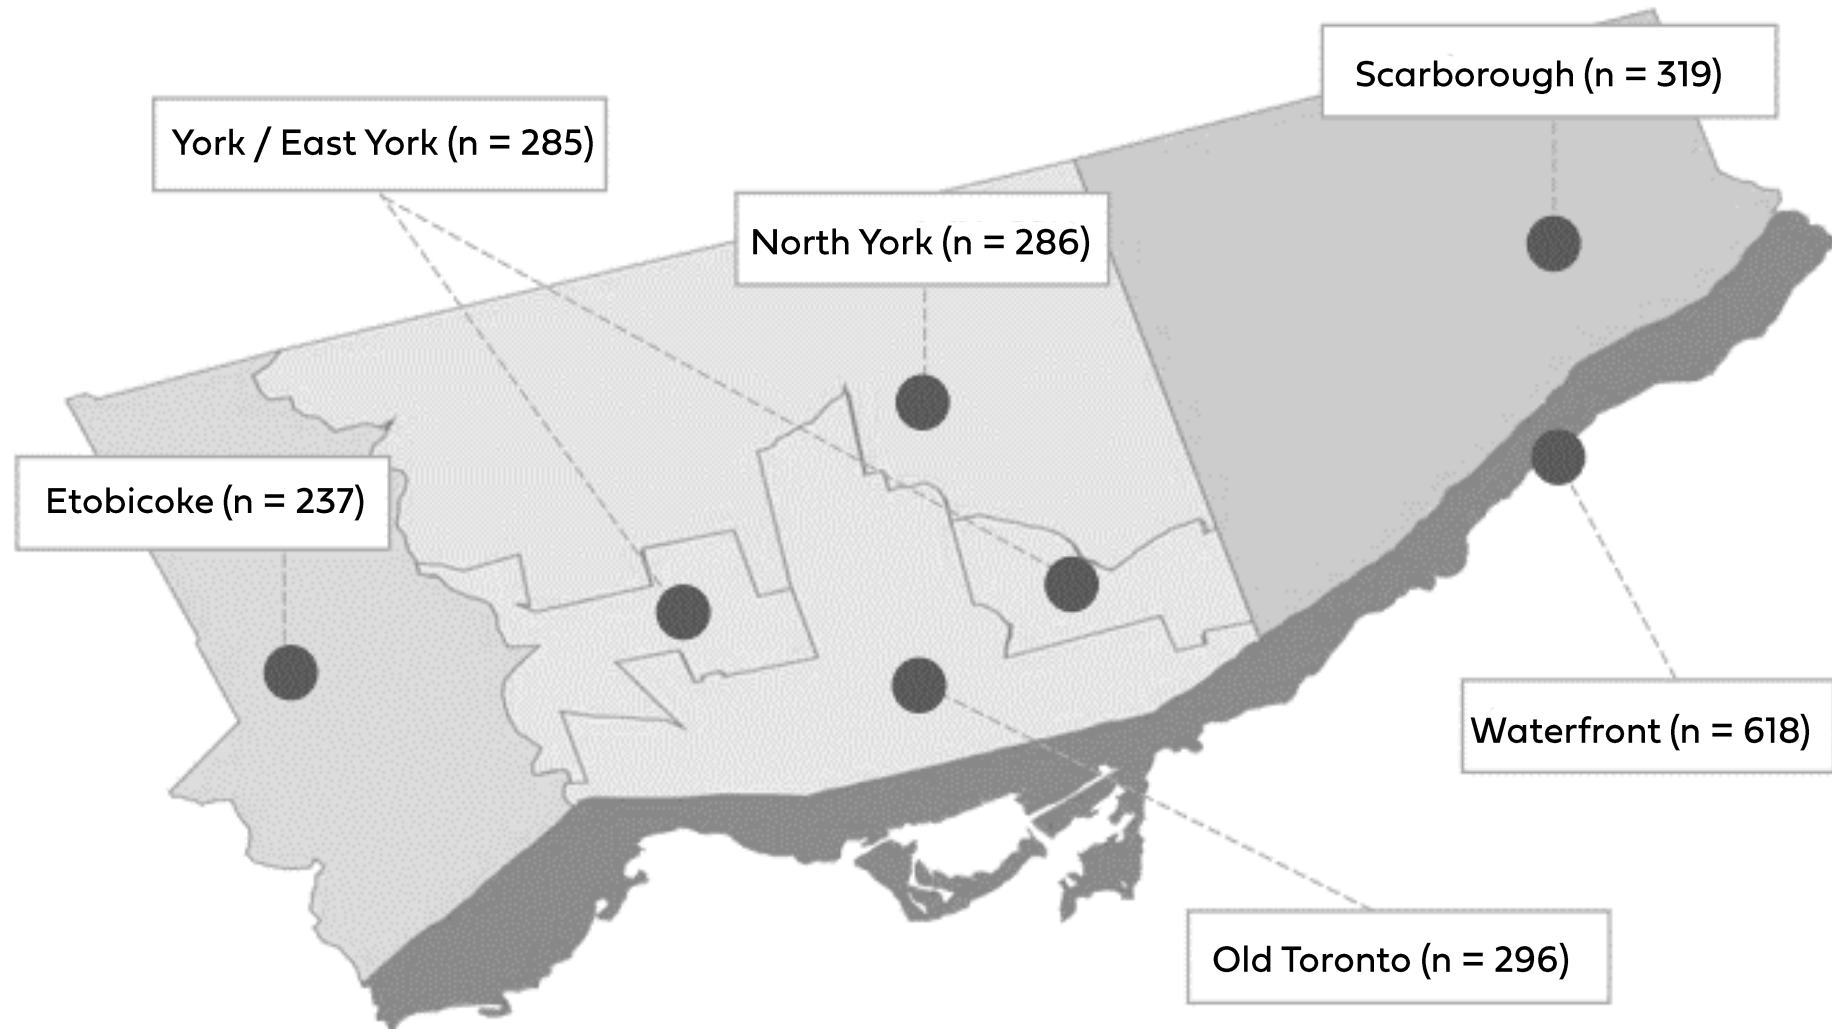 Scarborough (n = 319)
York / East York (n = 285)
North York (n = 286)
Etobicoke (n = 237)
Waterfront (n = 618)
Old Toronto (n = 296)